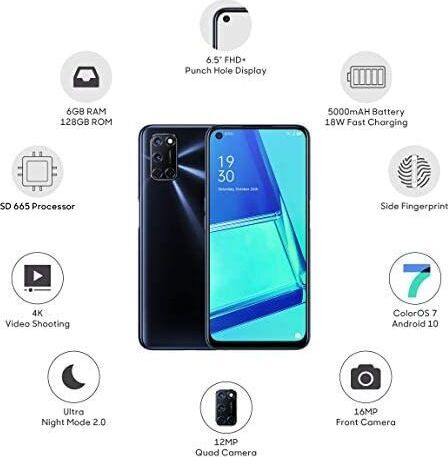 6.5" FHD+
Punch Hole Display
6GB RAM
128GB ROM
5000mAH Battery
18W Fast Charging
SD 665 Processor
19
30
Side Fingerprint
4K
Video Shooting
7
ColorOS 7
Android 10
Ultra
Night Mode 2.0
12MP
Quad Camera
16MP
Front Camera